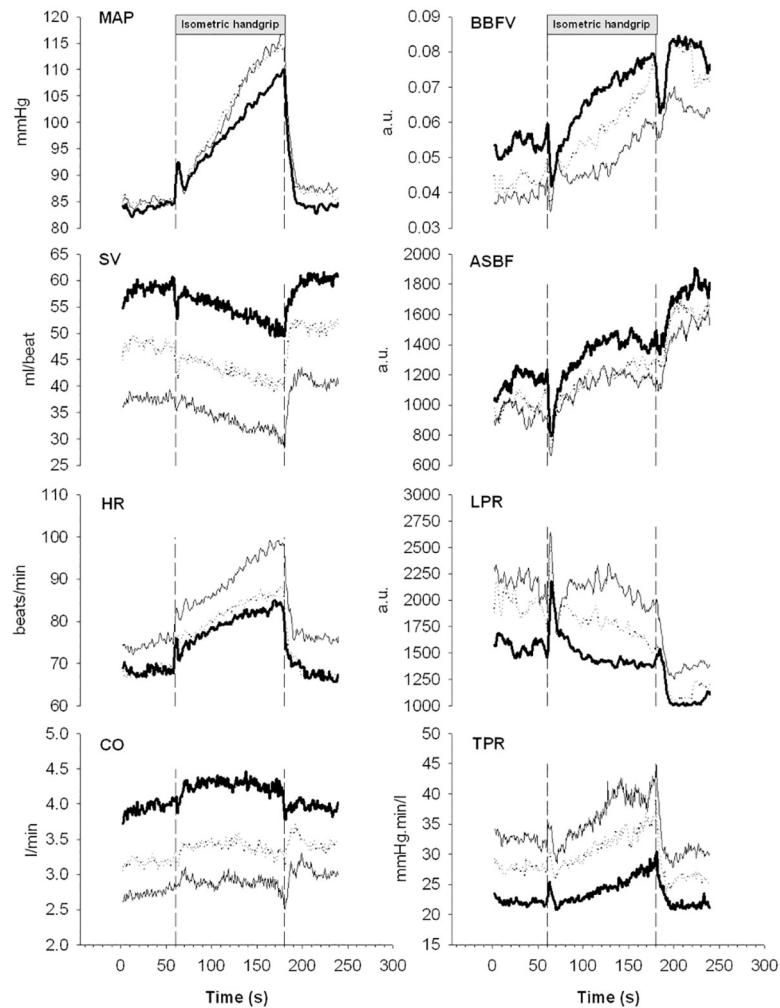 Isometric handgrip
MAP
120
115
110
105
100
95
90
85
80
mmHg
Isometric handgrip
BBFV
0.09
0.08
0.07
0.06
0.05
0.04
0.03
a.u.
SV
65
60
55
50
45
40
35
30
25
ml/beat
ASBF
2000
1800
1600
1400
1200
1000
800
600
a.u.
HR
110
100
90
80
70
60
beats/min
LPR
3000
2750
2500
2250
2000
1750
1500
1250
1000
a.u.
CO
5.0
4.5
4.0
3.5
3.0
2.5
2.0
l/min
0 50 100 150 200 250 300
Time (s)
TPR
50
45
40
35
30
25
20
15
mmHg.min/l
0 50 100 150 200 250 300
Time (s)